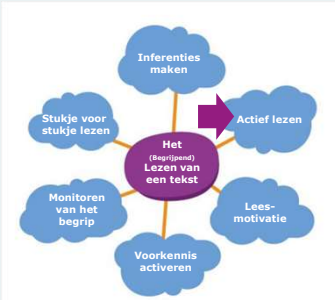 Inferenties
maken
Actief lezen
Stukje voor
stukje lezen
Het
(Begrijpend)
Lezen van
een tekst
Monitoren
van het
begrip
Lees-
motivatie
Voorkennis
activeren